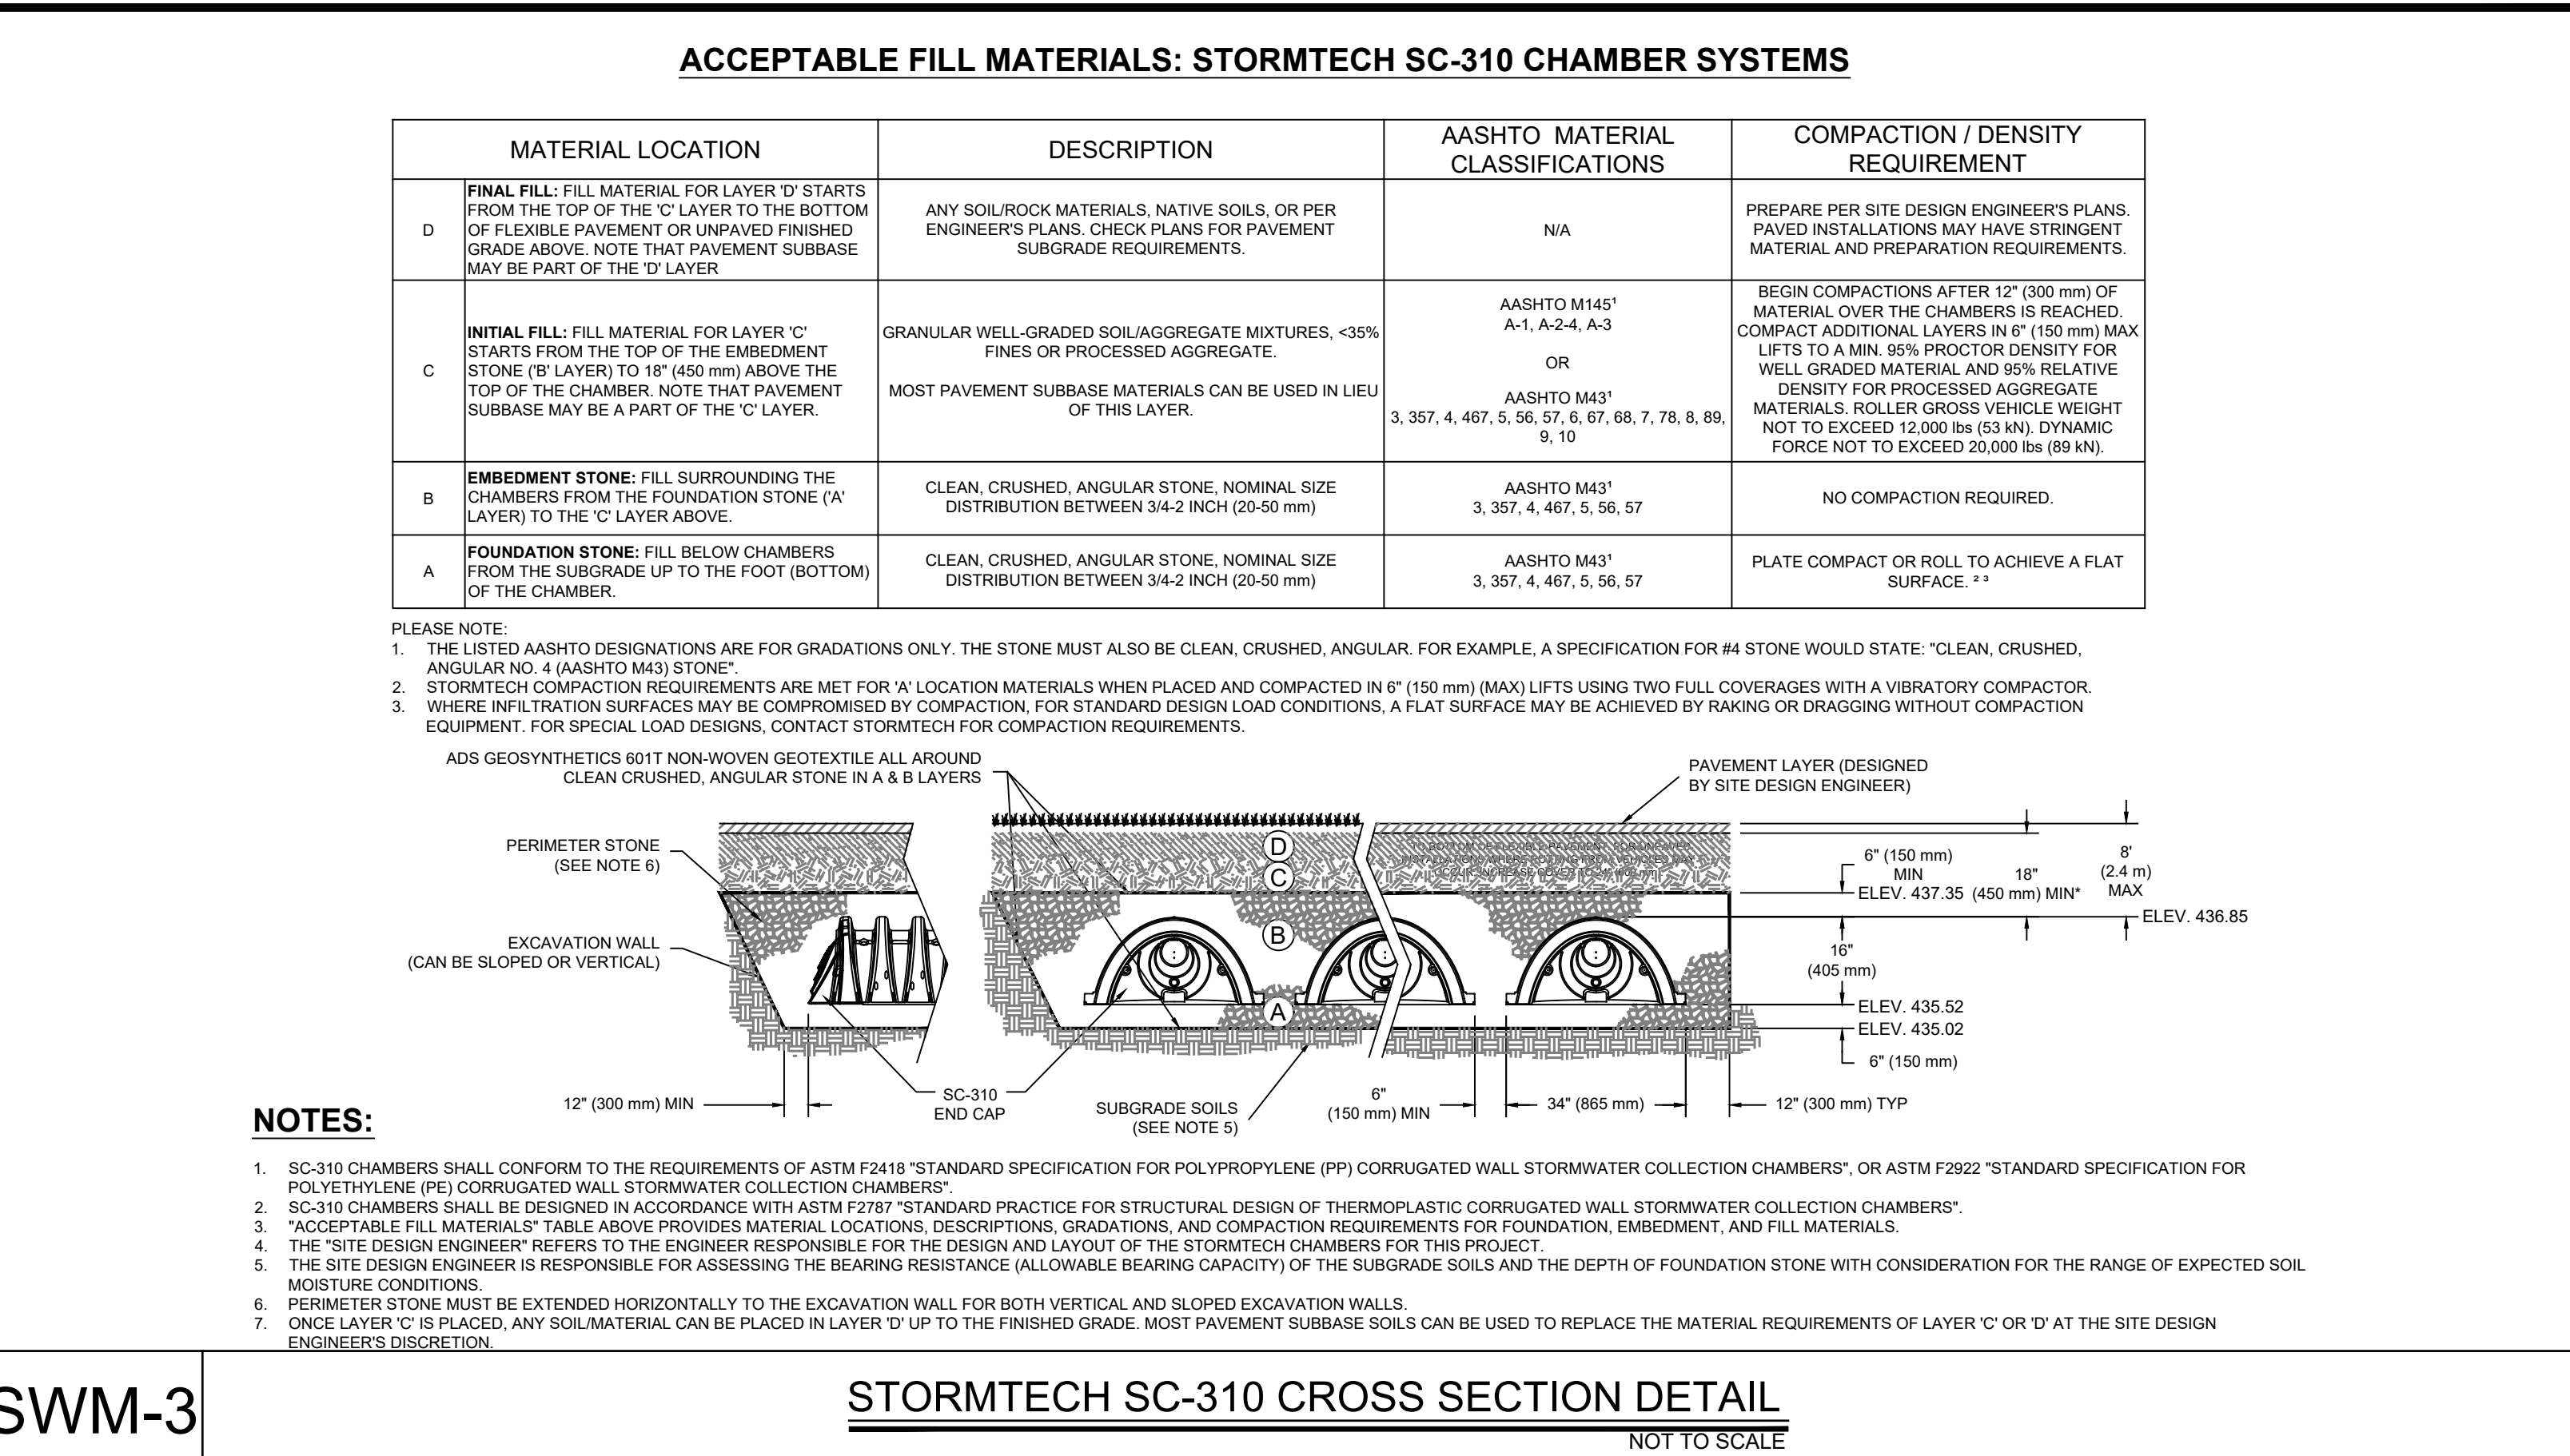 ACCEPTABLE FILL MATERIALS: STORMTECH SC-310 CHAMBER SYSTEMS
MATERIAL LOCATION
DESCRIPTION
AASHTO MATERIAL
CLASSIFICATIONS
COMPACTION / DENSITY
REQUIREMENT
D
FINAL FILL: FILL MATERIAL FOR LAYER 'D' STARTS
FROM THE TOP OF THE 'C' LAYER TO THE BOTTOM
OF FLEXIBLE PAVEMENT OR UNPAVED FINISHED
GRADE ABOVE. NOTE THAT PAVEMENT SUBBASE
MAY BE PART OF THE 'D' LAYER
ANY SOIL/ROCK MATERIALS, NATIVE SOILS, OR PER
ENGINEER'S PLANS. CHECK PLANS FOR PAVEMENT
SUBGRADE REQUIREMENTS.
N/A
PREPARE PER SITE DESIGN ENGINEER'S PLANS.
PAVED INSTALLATIONS MAY HAVE STRINGENT
MATERIAL AND PREPARATION REQUIREMENTS.
C
INITIAL FILL: FILL MATERIAL FOR LAYER 'C'
STARTS FROM THE TOP OF THE EMBEDMENT
STONE ('B' LAYER) TO 18" (450 mm) ABOVE THE
TOP OF THE CHAMBER. NOTE THAT PAVEMENT
SUBBASE MAY BE A PART OF THE 'C' LAYER.
GRANULAR WELL-GRADED SOIL/AGGREGATE MIXTURES, <35%
FINES OR PROCESSED AGGREGATE.
MOST PAVEMENT SUBBASE MATERIALS CAN BE USED IN LIEU
OF THIS LAYER.
AASHTO M145¹
A-1, A-2-4, A-3
OR
AASHTO M43¹
3, 357, 4, 467, 5, 56, 57, 6, 67, 68, 7, 78, 8, 89,
9, 10
BEGIN COMPACTIONS AFTER 12" (300 mm) OF
MATERIAL OVER THE CHAMBERS IS REACHED.
COMPACT ADDITIONAL LAYERS IN 6" (150 mm) MAX
LIFTS TO A MIN. 95% PROCTOR DENSITY FOR
WELL GRADED MATERIAL AND 95% RELATIVE
DENSITY FOR PROCESSED AGGREGATE
MATERIALS. ROLLER GROSS VEHICLE WEIGHT
NOT TO EXCEED 12,000 lbs (53 kN). DYNAMIC
FORCE NOT TO EXCEED 20,000 lbs (89 kN).
B
EMBEDMENT STONE: FILL SURROUNDING THE
CHAMBERS FROM THE FOUNDATION STONE ('A'
LAYER) TO THE 'C' LAYER ABOVE.
CLEAN, CRUSHED, ANGULAR STONE, NOMINAL SIZE
DISTRIBUTION BETWEEN 3/4-2 INCH (20-50 mm)
AASHTO M43¹
3, 357, 4, 467, 5, 56, 57
NO COMPACTION REQUIRED.
A
FOUNDATION STONE: FILL BELOW CHAMBERS
FROM THE SUBGRADE UP TO THE FOOT (BOTTOM)
OF THE CHAMBER.
CLEAN, CRUSHED, ANGULAR STONE, NOMINAL SIZE
DISTRIBUTION BETWEEN 3/4-2 INCH (20-50 mm)
AASHTO M43¹
3, 357, 4, 467, 5, 56, 57
PLATE COMPACT OR ROLL TO ACHIEVE A FLAT
SURFACE. ² ³
PLEASE NOTE:
1. THE LISTED AASHTO DESIGNATIONS ARE FOR GRADATIONS ONLY. THE STONE MUST ALSO BE CLEAN, CRUSHED, ANGULAR. FOR EXAMPLE, A SPECIFICATION FOR #4 STONE WOULD STATE: "CLEAN, CRUSHED,
ANGULAR NO. 4 (AASHTO M43) STONE".
2. STORMTECH COMPACTION REQUIREMENTS ARE MET FOR 'A' LOCATION MATERIALS WHEN PLACED AND COMPACTED IN 6" (150 mm) (MAX) LIFTS USING TWO FULL COVERAGES WITH A VIBRATORY COMPACTOR.
3. WHERE INFILTRATION SURFACES MAY BE COMPROMISED BY COMPACTION, FOR STANDARD DESIGN LOAD CONDITIONS, A FLAT SURFACE MAY BE ACHIEVED BY RAKING OR DRAGGING WITHOUT COMPACTION
EQUIPMENT. FOR SPECIAL LOAD DESIGNS, CONTACT STORMTECH FOR COMPACTION REQUIREMENTS.
ADS GEOSYNTHETICS 601T NON-WOVEN GEOTEXTILE ALL AROUND
CLEAN CRUSHED, ANGULAR STONE IN A & B LAYERS
PAVEMENT LAYER (DESIGNED
BY SITE DESIGN ENGINEER)
PERIMETER STONE
(SEE NOTE 6)
EXCAVATION WALL
(CAN BE SLOPED OR VERTICAL)
D
C
B
A
TO BOTTOM OF FLEXIBLE PAVEMENT. FOR UNPAVED
INSTALLATIONS WHERE RUTTING FROM VEHICLES MAY
OCCUR, INCREASE COVER TO 24" (600 mm)
6" (150 mm)
MIN
ELEV. 437.35
18"
(450 mm) MIN*
8'
(2.4 m)
MAX
ELEV. 436.85
16"
(405 mm)
ELEV. 435.52
ELEV. 435.02
6" (150 mm)
12" (300 mm) MIN
SC-310
END CAP
SUBGRADE SOILS
(SEE NOTE 5)
6"
(150 mm) MIN
34" (865 mm)
12" (300 mm) TYP
NOTES:
1. SC-310 CHAMBERS SHALL CONFORM TO THE REQUIREMENTS OF ASTM F2418 "STANDARD SPECIFICATION FOR POLYPROPYLENE (PP) CORRUGATED WALL STORMWATER COLLECTION CHAMBERS", OR ASTM F2922 "STANDARD SPECIFICATION FOR
POLYETHYLENE (PE) CORRUGATED WALL STORMWATER COLLECTION CHAMBERS".
2. SC-310 CHAMBERS SHALL BE DESIGNED IN ACCORDANCE WITH ASTM F2787 "STANDARD PRACTICE FOR STRUCTURAL DESIGN OF THERMOPLASTIC CORRUGATED WALL STORMWATER COLLECTION CHAMBERS".
3. "ACCEPTABLE FILL MATERIALS" TABLE ABOVE PROVIDES MATERIAL LOCATIONS, DESCRIPTIONS, GRADATIONS, AND COMPACTION REQUIREMENTS FOR FOUNDATION, EMBEDMENT, AND FILL MATERIALS.
4. THE "SITE DESIGN ENGINEER" REFERS TO THE ENGINEER RESPONSIBLE FOR THE DESIGN AND LAYOUT OF THE STORMTECH CHAMBERS FOR THIS PROJECT.
5. THE SITE DESIGN ENGINEER IS RESPONSIBLE FOR ASSESSING THE BEARING RESISTANCE (ALLOWABLE BEARING CAPACITY) OF THE SUBGRADE SOILS AND THE DEPTH OF FOUNDATION STONE WITH CONSIDERATION FOR THE RANGE OF EXPECTED SOIL
MOISTURE CONDITIONS.
6. PERIMETER STONE MUST BE EXTENDED HORIZONTALLY TO THE EXCAVATION WALL FOR BOTH VERTICAL AND SLOPED EXCAVATION WALLS.
7. ONCE LAYER 'C' IS PLACED, ANY SOIL/MATERIAL CAN BE PLACED IN LAYER 'D' UP TO THE FINISHED GRADE. MOST PAVEMENT SUBBASE SOILS CAN BE USED TO REPLACE THE MATERIAL REQUIREMENTS OF LAYER 'C' OR 'D' AT THE SITE DESIGN
ENGINEER'S DISCRETION.
SWM-3
STORMTECH SC-310 CROSS SECTION DETAIL
NOT TO SCALE